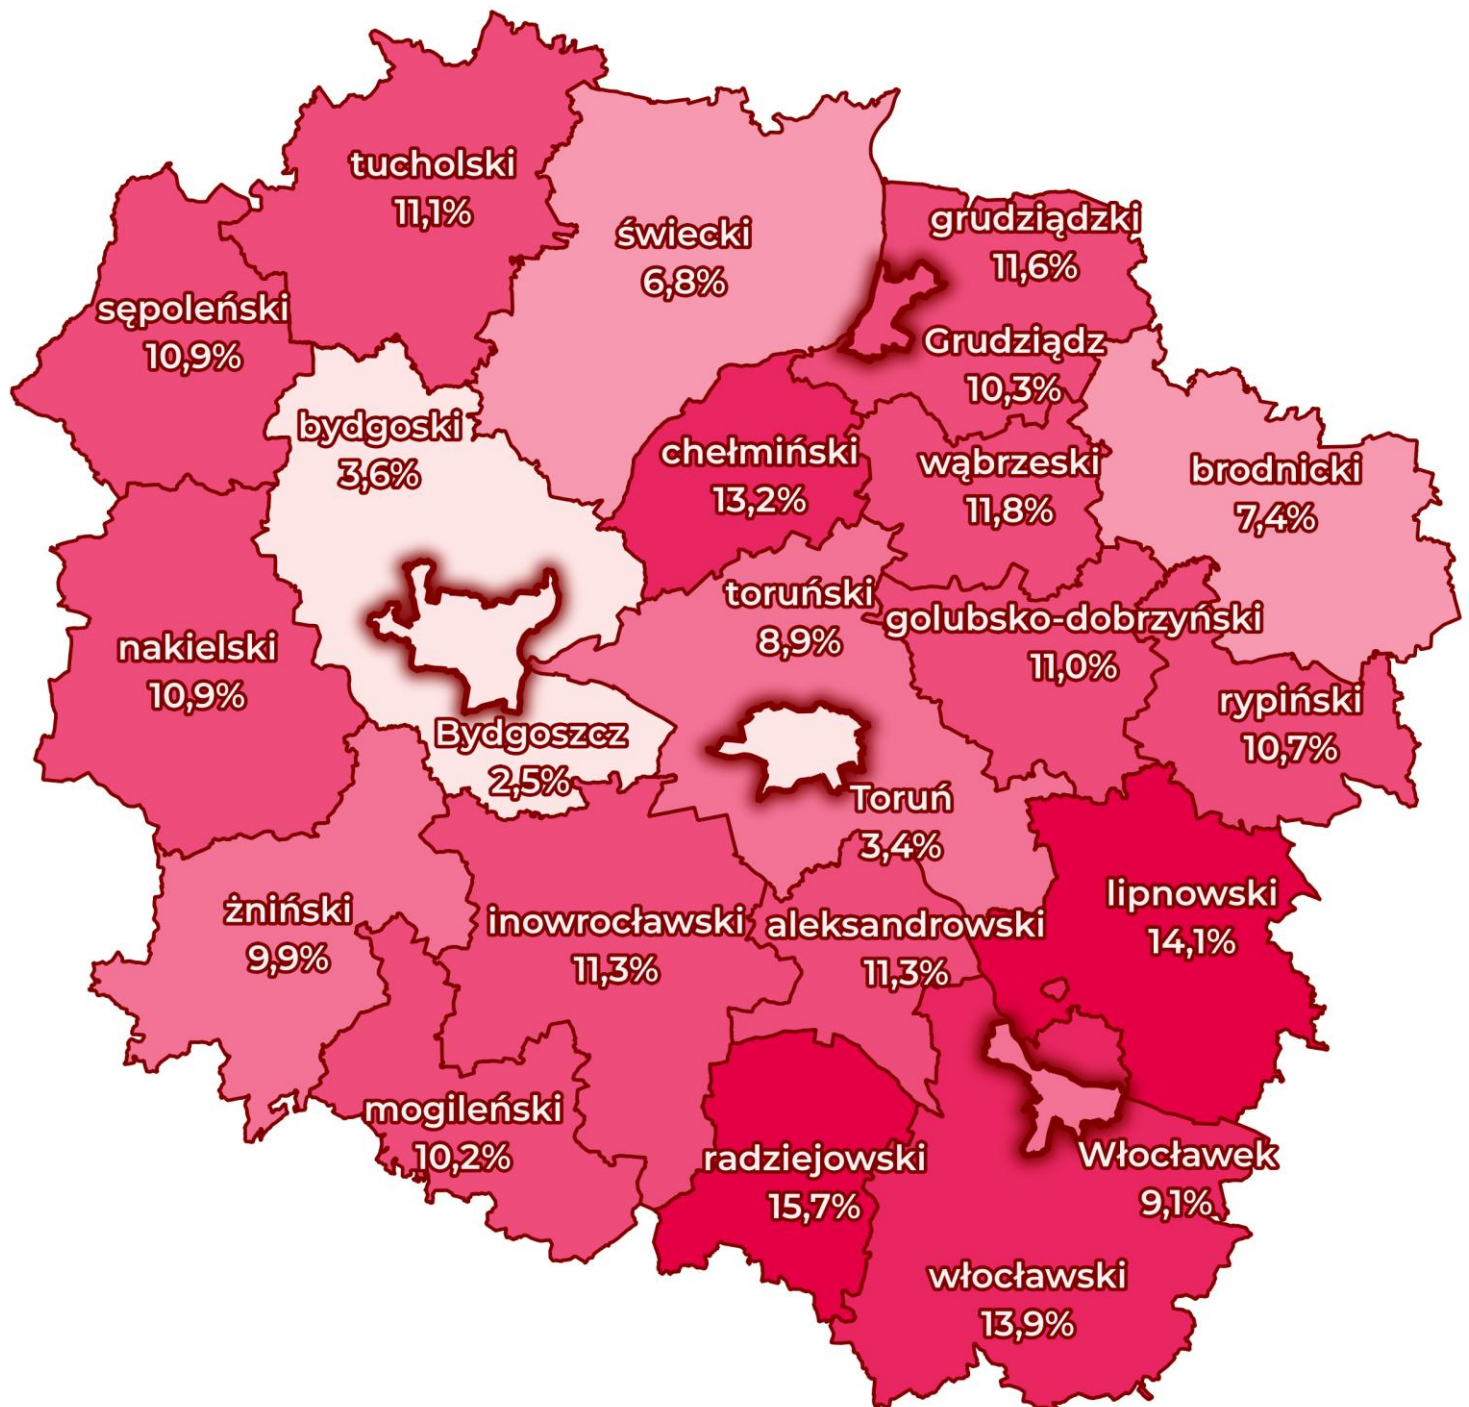 tucholski
11,1%
świecki
6,8%
grudziądzki
11,6%
sępoleński
10,9%
Grudziądz
10,3%
bydgoski
3,6%
chełmiński
13,2%
wąbrzeski
11,8%
brodnicki
7,4%
toruński
8,9%
golubsko-dobrzyński
11,0%
nakielski
10,9%
rypiński
10,7%
Bydgoszcz
2,5%
Toruń
3,4%
lipnowski
14,1%
żniński
9,9%
inowrocławski
11,3%
aleksandrowski
11,3%
mogileński
10,2%
radziejowski
15,7%
Włocławek
9,1%
włocławski
13,9%